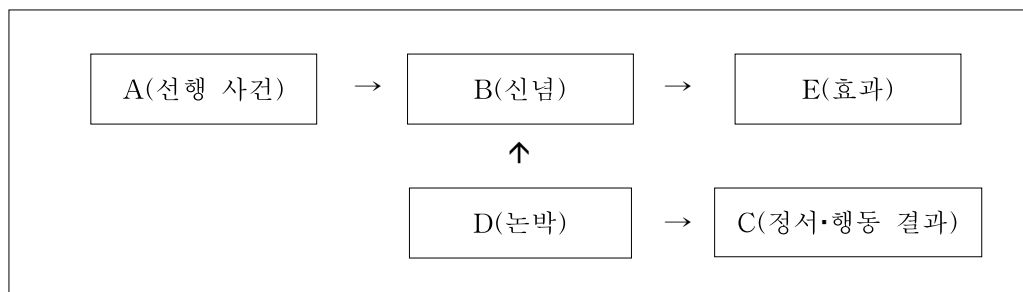 A(선행 사건) → B(신념) → E(효과)
↑
D(논박) → C(정서·행동 결과)